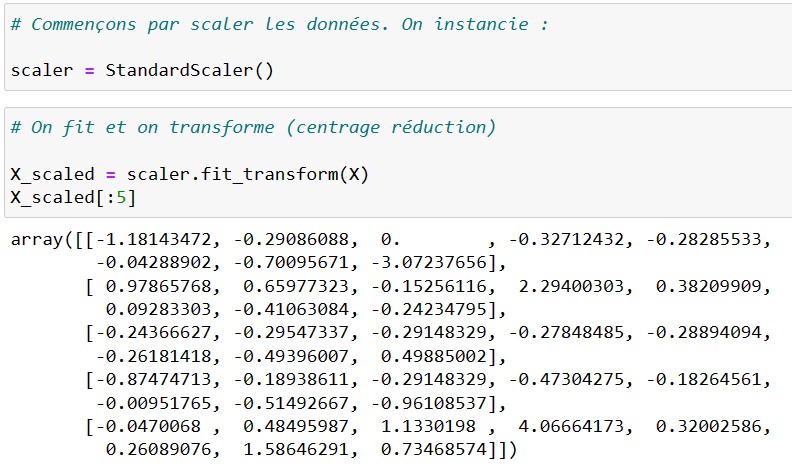 # Commençons par scaler les données. On instancie :
scaler = StandardScaler()
# On fit et on transforme (centrage réduction)
X_scaled = scaler.fit_transform(X)
X_scaled[:5]
array([[-1.18143472, -0.29086088,  0.        , -0.32712432, -0.28285533,
        -0.04288902, -0.70095671, -3.07237656],
       [ 0.97865768,  0.65977323, -0.15256116,  2.29400303,  0.38209909,
         0.09283303, -0.41063084, -0.24234795],
       [-0.24366627, -0.29547337, -0.29148329, -0.27848485, -0.28894094,
        -0.26181418, -0.49396007,  0.49885002],
       [-0.87474713, -0.18938611, -0.29148329, -0.47304275, -0.18264561,
        -0.00951765, -0.51492667, -0.96108537],
       [-0.0470068 ,  0.48495987,  1.1330198 ,  4.06664173,  0.32002586,
         0.26089076,  1.58646291,  0.73468574]])